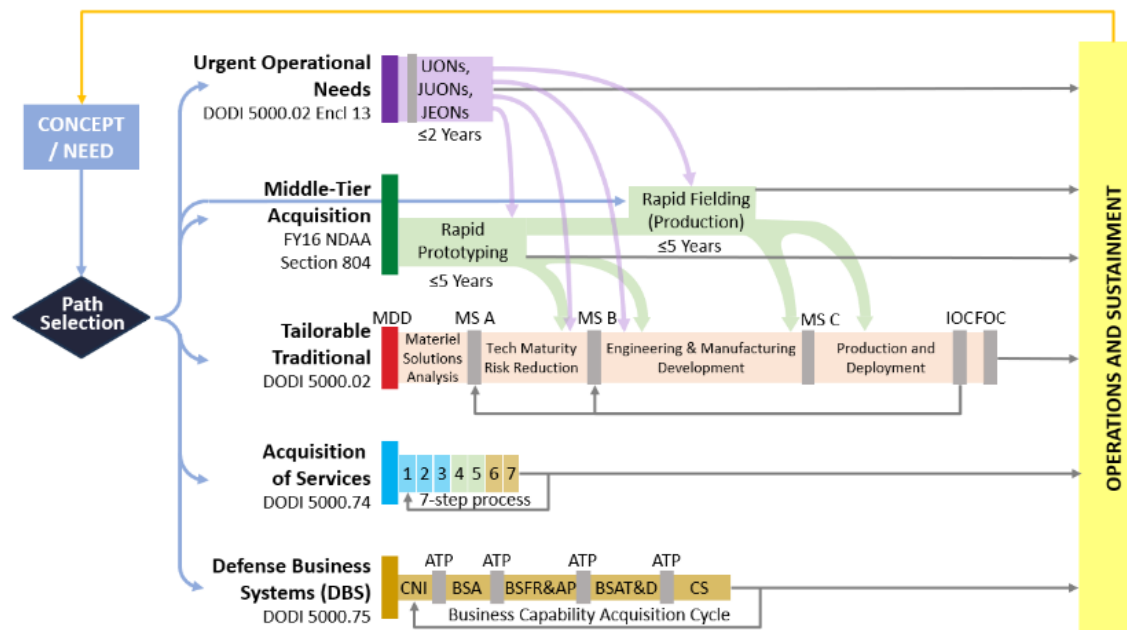 Urgent Operational
Needs
DODI 5000.02 Encl 13
UONs,
JUONs,
JEONs
≤2 Years
CONCEPT
/ NEED
Path
Selection
Middle-Tier
Acquisition
FY16 NDAA
Section 804
Rapid
Prototyping
≤5 Years
Rapid Fielding
(Production)
≤5 Years
Tailorable
Traditional
DODI 5000.02
MDD
MS A
MS B
MS C
IOC
FOC
Materiel
Solutions
Analysis
Tech Maturity
Risk Reduction
Engineering & Manufacturing
Development
Production and
Deployment
Acquisition
of Services
DODI 5000.74
1 2 3 4 5 6 7
7-step process
Defense Business
Systems (DBS)
DODI 5000.75
ATP
ATP
ATP
ATP
CNI
BSA
BSFR&AP
BSAT&D
CS
Business Capability Acquisition Cycle
OPERATIONS AND SUSTAINMENT